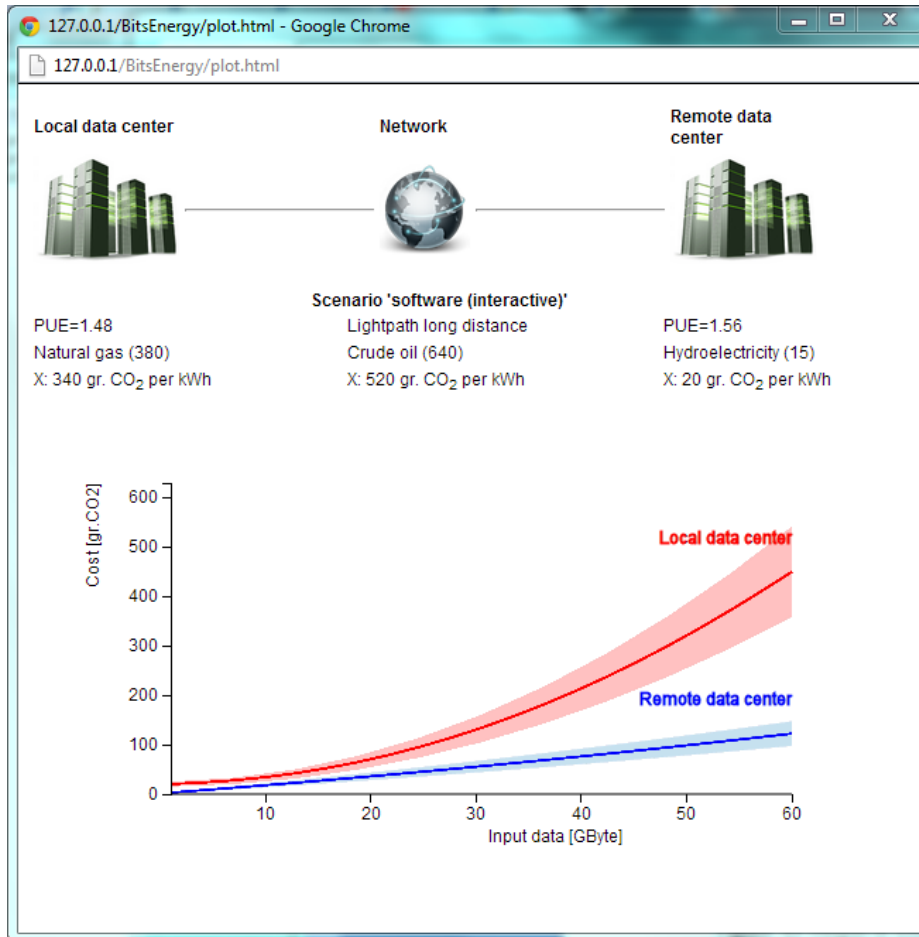 127.0.0.1/BitsEnergy/plot.html - Google Chrome
127.0.0.1/BitsEnergy/plot.html
Local data center
Network
Remote data
center
Scenario 'software (interactive)'
PUE=1.48
Lightpath long distance
PUE=1.56
Natural gas (380)
Crude oil (640)
Hydroelectricity (15)
X: 340 gr. CO2 per kWh
X: 520 gr. CO2 per kWh
X: 20 gr. CO2 per kWh
Cost [gr.CO2]
600
500
400
300
200
100
0
Local data center
Remote data center
10
20
30
40
50
60
Input data [GByte]